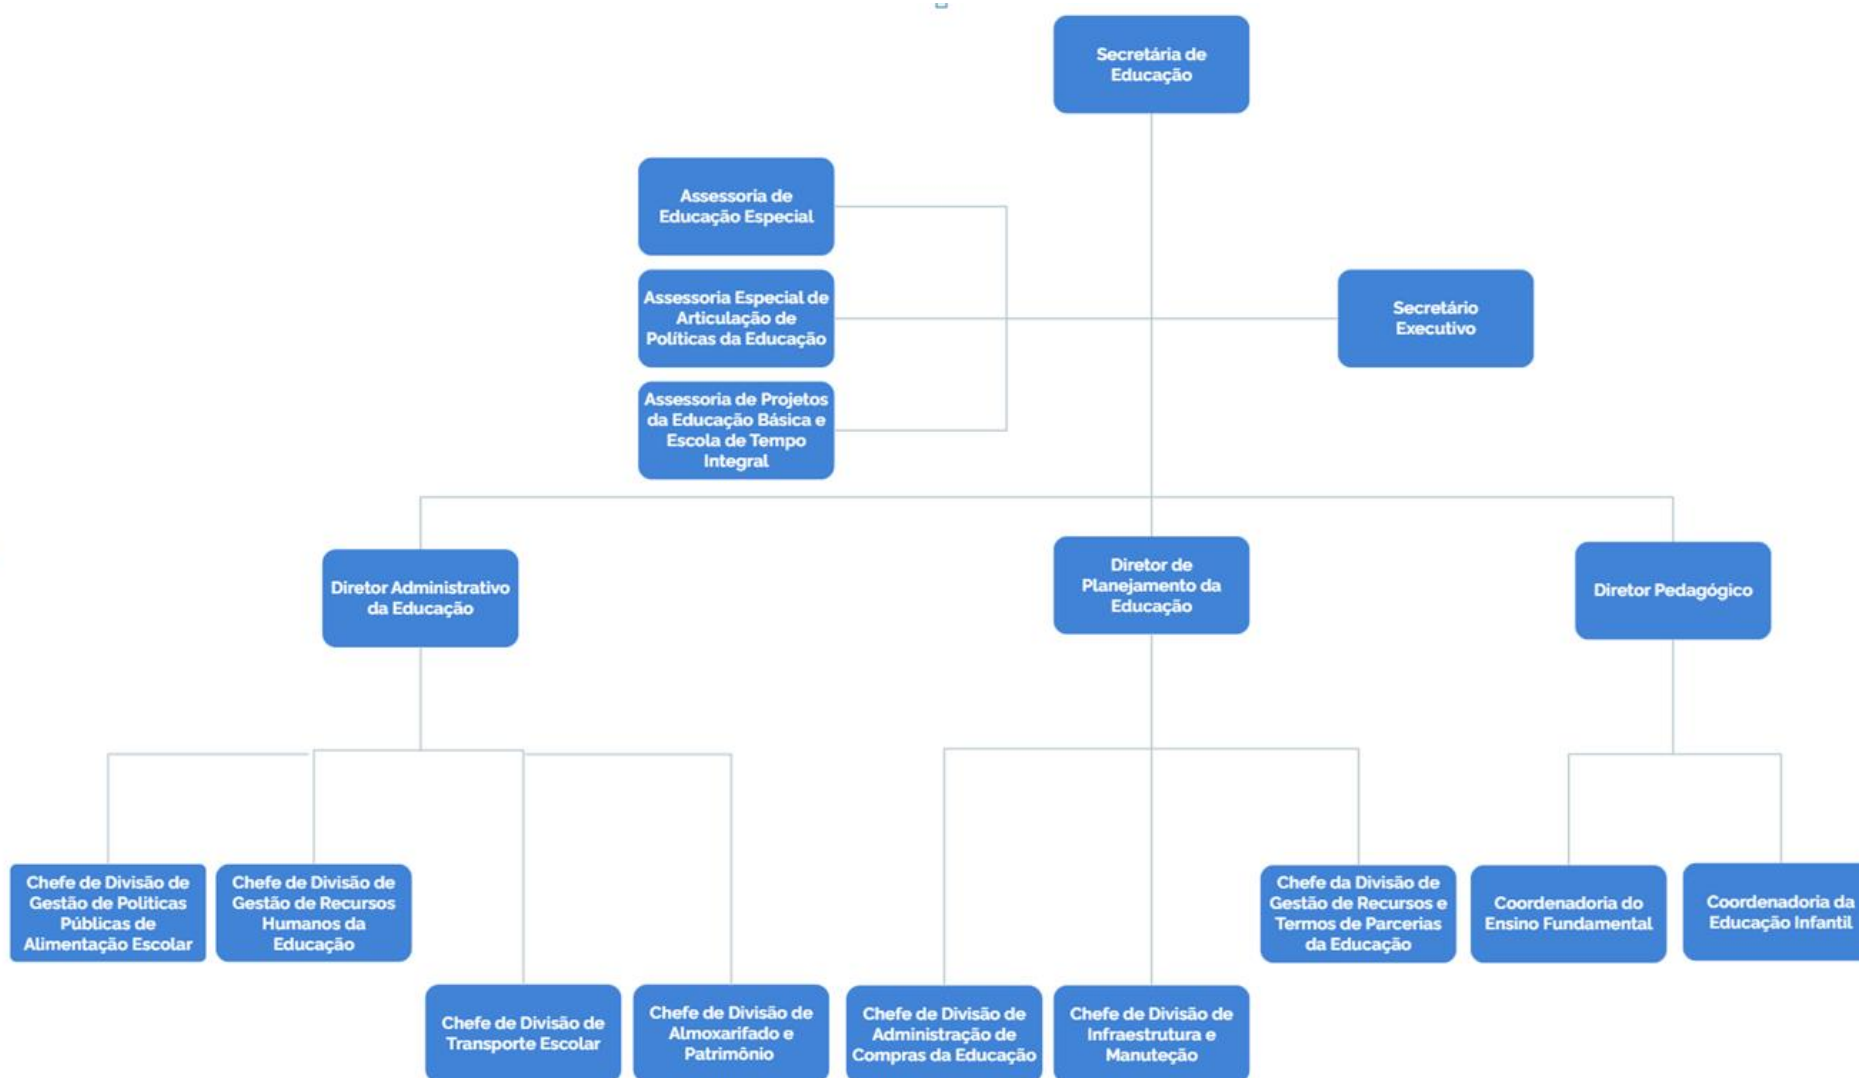 Secretária de
Educação
Assessoria de
Educação Especial
Assessoria Especial de
Articulação de
Políticas da Educação
Secretário
Executivo
Assessoria de Projetos
da Educação Básica e
Escola de Tempo
Integral
Diretor Administrativo
da Educação
Diretor de
Planejamento da
Educação
Diretor Pedagógico
Chefe de Divisão de
Gestão de Politicas
Públicas de
Alimentação Escolar
Chefe de Divisão de
Gestão de Recursos
Humanos da
Educação
Chefe de Divisão de
Transporte Escolar
Chefe de Divisão de
Almoxarifado e
Patrimônio
Chefe de Divisão de
Administração de
Compras da Educação
Chefe de Divisão de
Infraestrutura e
Manuteção
Chefe da Divisão de
Gestão de Recursos e
Termos de Parcerias
da Educação
Coordenadoria do
Ensino Fundamental
Coordenadoria da
Educação Infantil